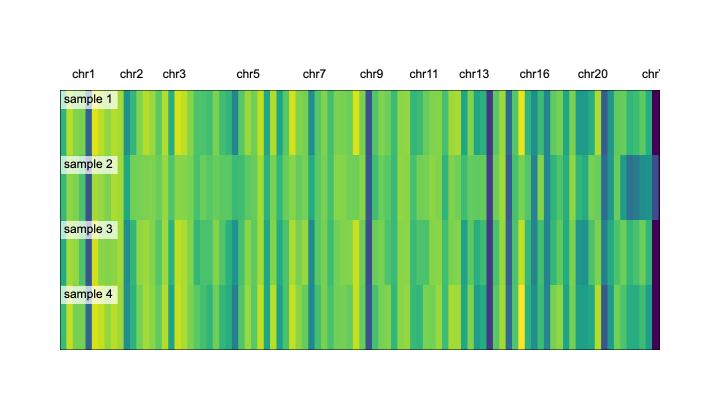 chr1 chr2 chr3 chr5 chr7 chr9 chr11 chr13 chr16 chr20
sample 1
sample 2
sample 3
sample 4